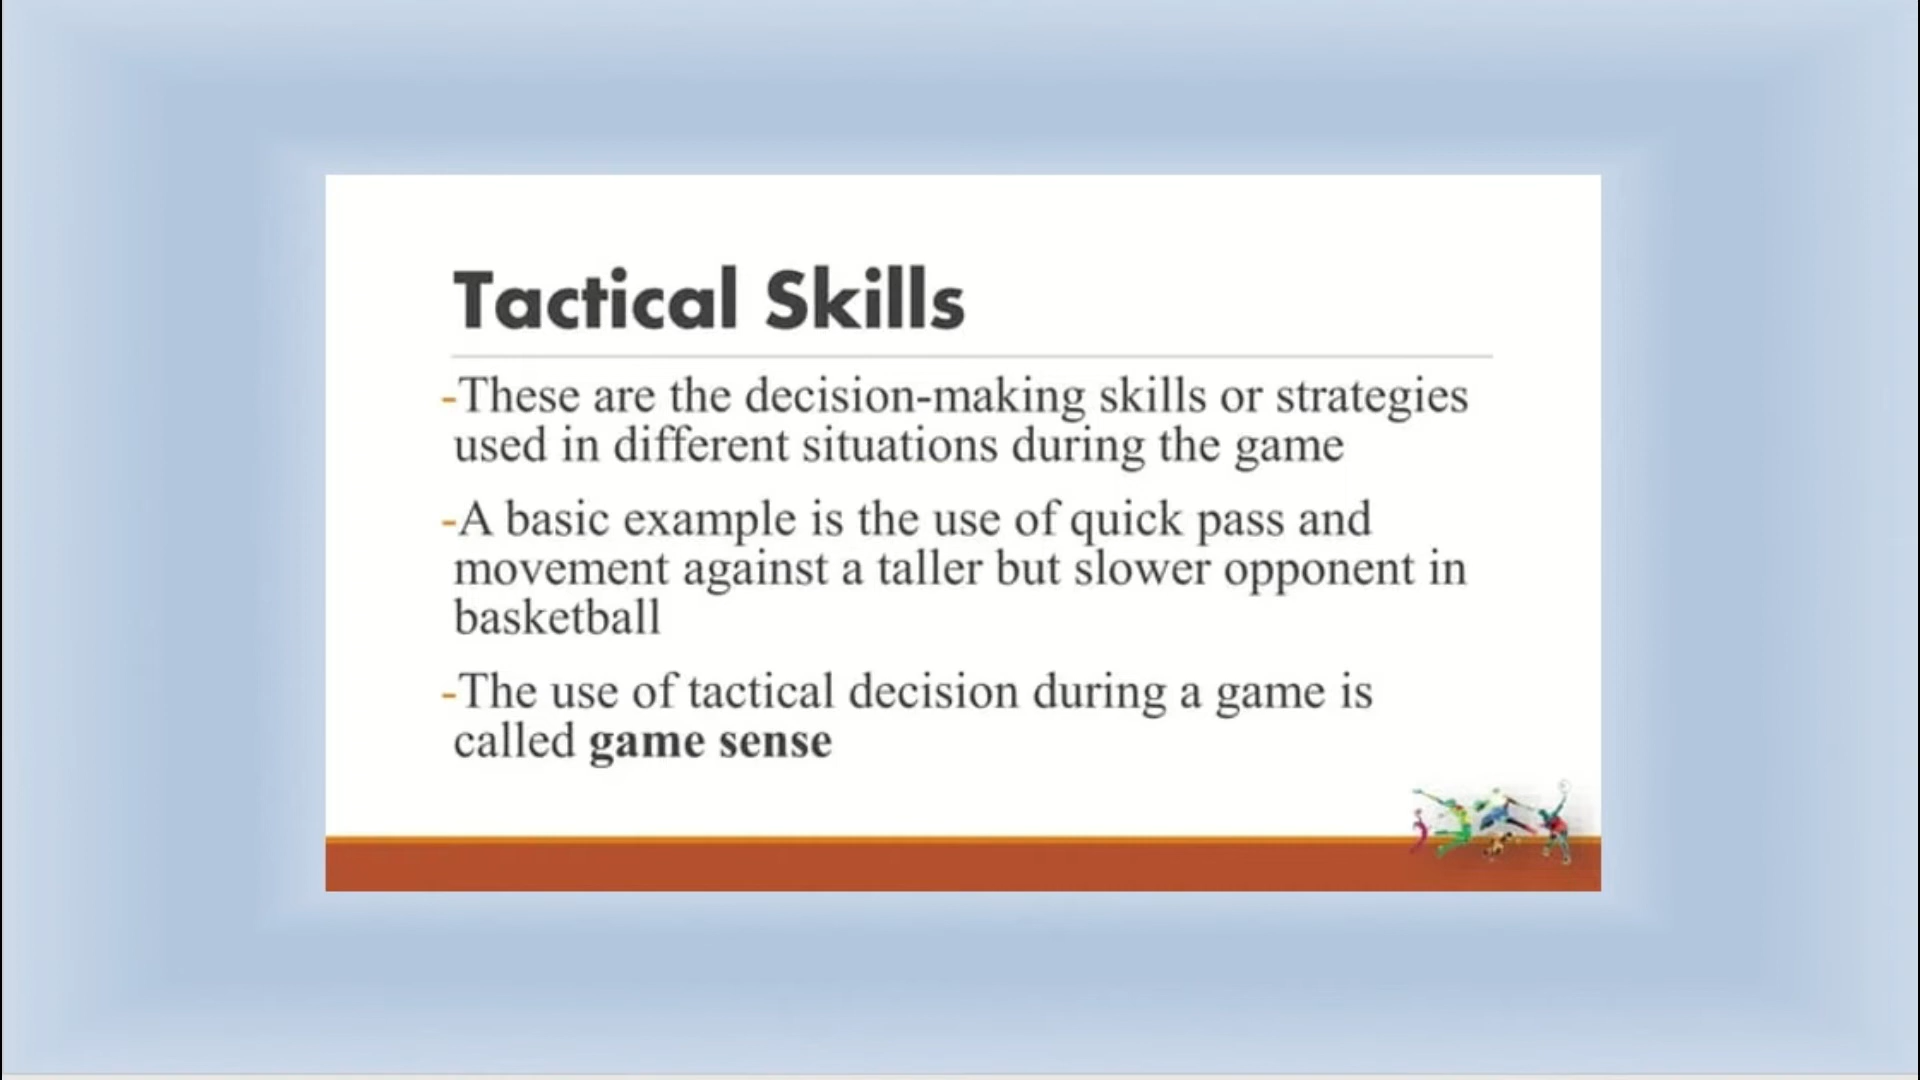 Tactical Skills
-These are the decision-making skills or strategies
used in different situations during the game
-A basic example is the use of quick pass and
movement against a taller but slower opponent in
basketball
-The use of tactical decision during a game is
called game sense